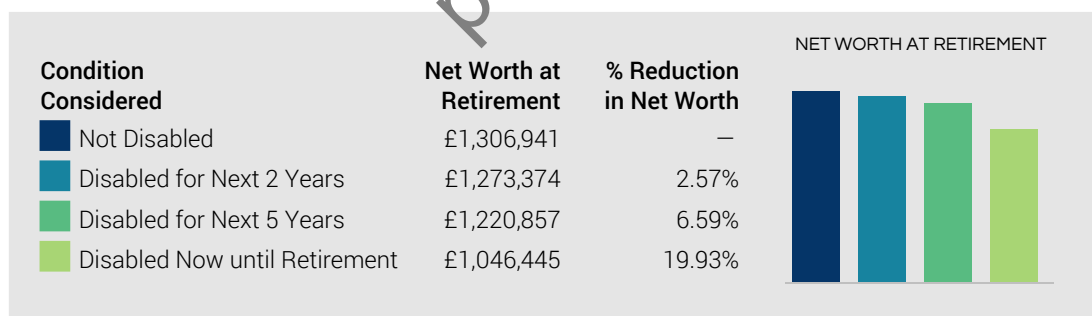 NET WORTH AT RETIREMENT
Condition Considered Net Worth at Retirement % Reduction in Net Worth
Not Disabled £1,306,941 —
Disabled for Next 2 Years £1,273,374 2.57%
Disabled for Next 5 Years £1,220,857 6.59%
Disabled Now until Retirement £1,046,445 19.93%